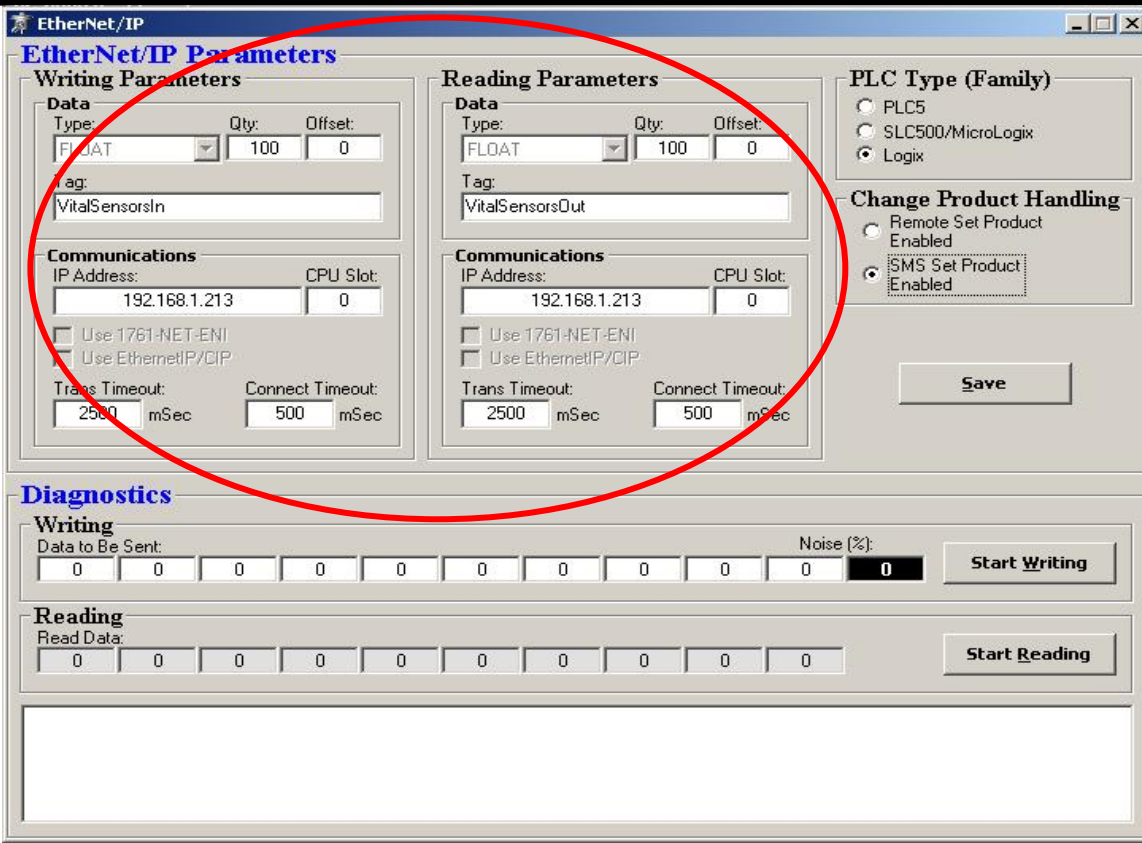 EtherNet/IP
EtherNet/IP Parameters
Writing Parameters
Data
Type: Qty: Offset:
FLOAT 100 0
Tag:
VitalSensorsIn
Communications
IP Address: CPU Slot:
192.168.1.213 0
Use 1761-NET-ENI
Use EthernetIP/CIP
Trans Timeout: Connect Timeout:
2500 mSec 500 mSec
Reading Parameters
Data
Type: Qty: Offset:
FLOAT 100 0
Tag:
VitalSensorsOut
Communications
IP Address: CPU Slot:
192.168.1.213 0
Use 1761-NET-ENI
Use EthernetIP/CIP
Trans Timeout: Connect Timeout:
2500 mSec 500 mSec
PLC Type (Family)
PLC5
SLC500/MicroLogix
Logix
Change Product Handling
Remote Set Product
Enabled
SMS Set Product
Enabled
Save
Diagnostics
Writing
Data to Be Sent: Noise (%):
0 0 0 0 0 0 0 0 0 0 0
Start Writing
Reading
Read Data:
0 0 0 0 0 0 0 0 0 0
Start Reading